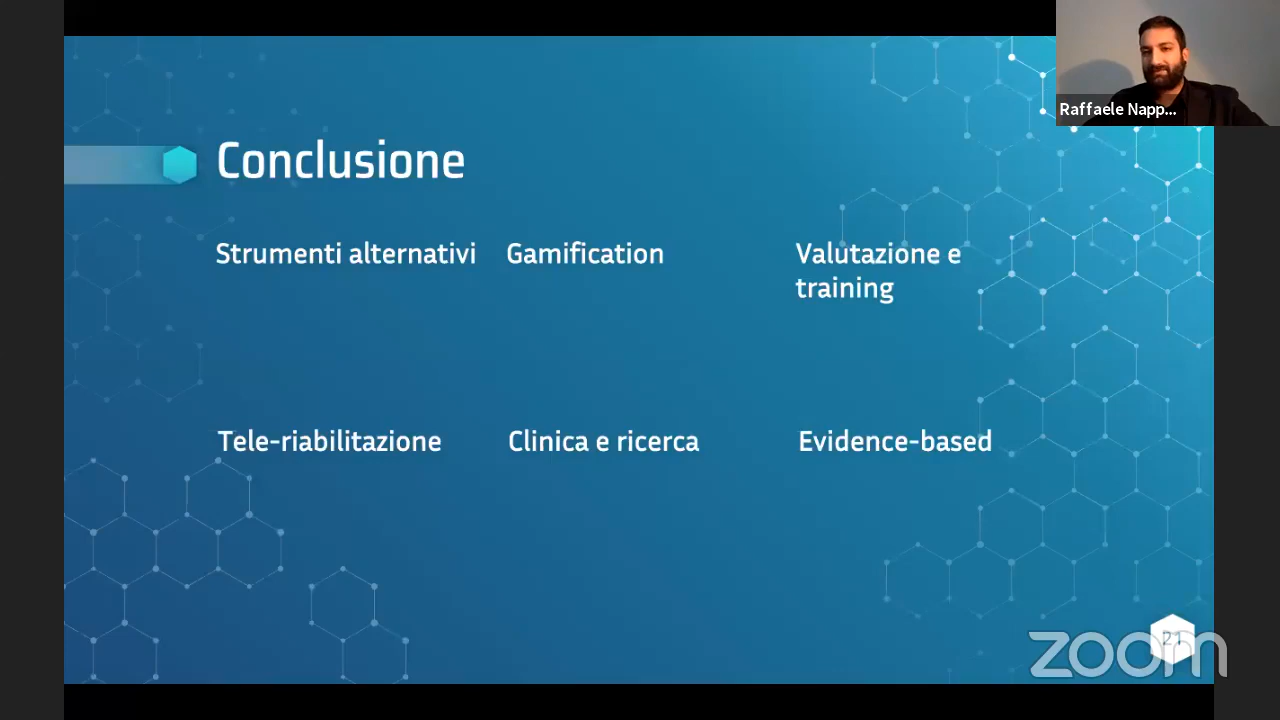 Raffaele Napp...
Conclusione
Strumenti alternativi
Gamification
Valutazione e
training
Tele-riabilitazione
Clinica e ricerca
Evidence-based
21
zoom